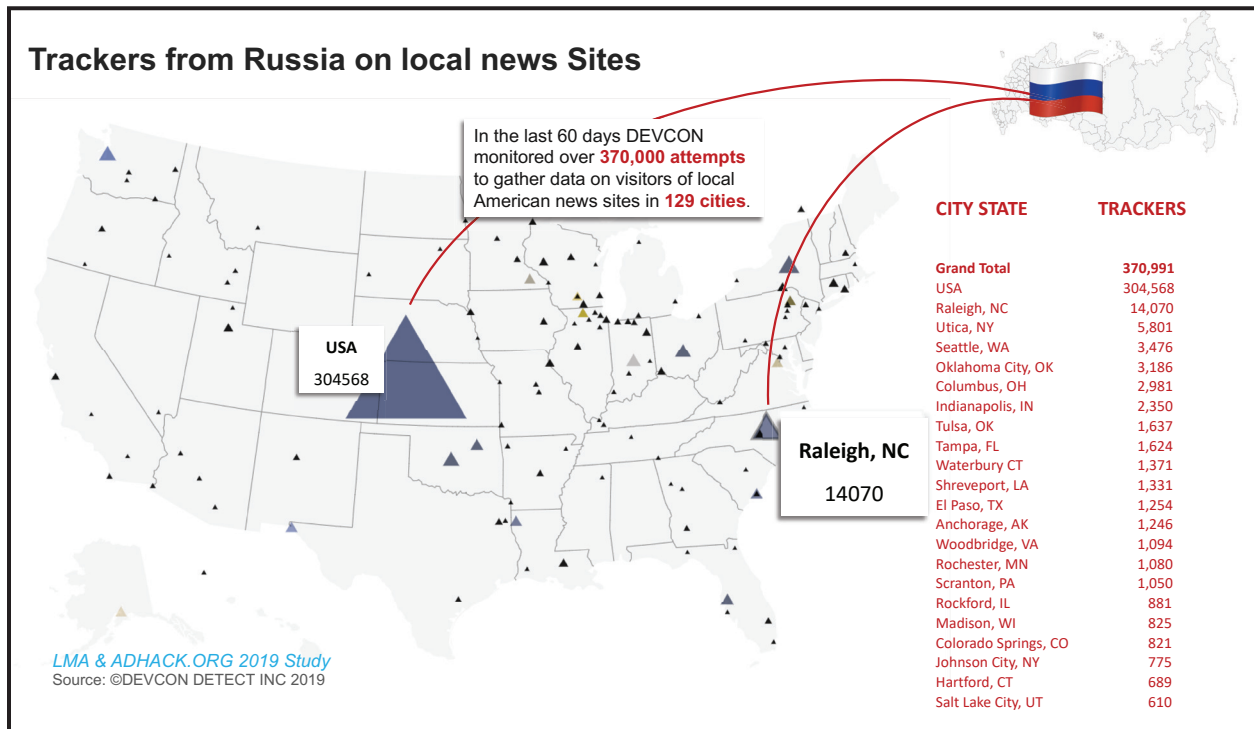 Trackers from Russia on local news Sites
In the last 60 days DEVCON
monitored over 370,000 attempts
to gather data on visitors of local
American news sites in 129 cities.
USA
304568
Raleigh, NC
14070
CITY STATE TRACKERS
Grand Total 370,991
USA 304,568
Raleigh, NC 14,070
Utica, NY 5,801
Seattle, WA 3,476
Oklahoma City, OK 3,186
Columbus, OH 2,981
Indianapolis, IN 2,350
Tulsa, OK 1,637
Tampa, FL 1,624
Waterbury CT 1,371
Shreveport, LA 1,331
El Paso, TX 1,254
Anchorage, AK 1,246
Woodbridge, VA 1,094
Rochester, MN 1,080
Scranton, PA 1,050
Rockford, IL 881
Madison, WI 825
Colorado Springs, CO 821
Johnson City, NY 775
Hartford, CT 689
Salt Lake City, UT 610
LMA & ADHACK.ORG 2019 Study
Source: ©DEVCON DETECT INC 2019